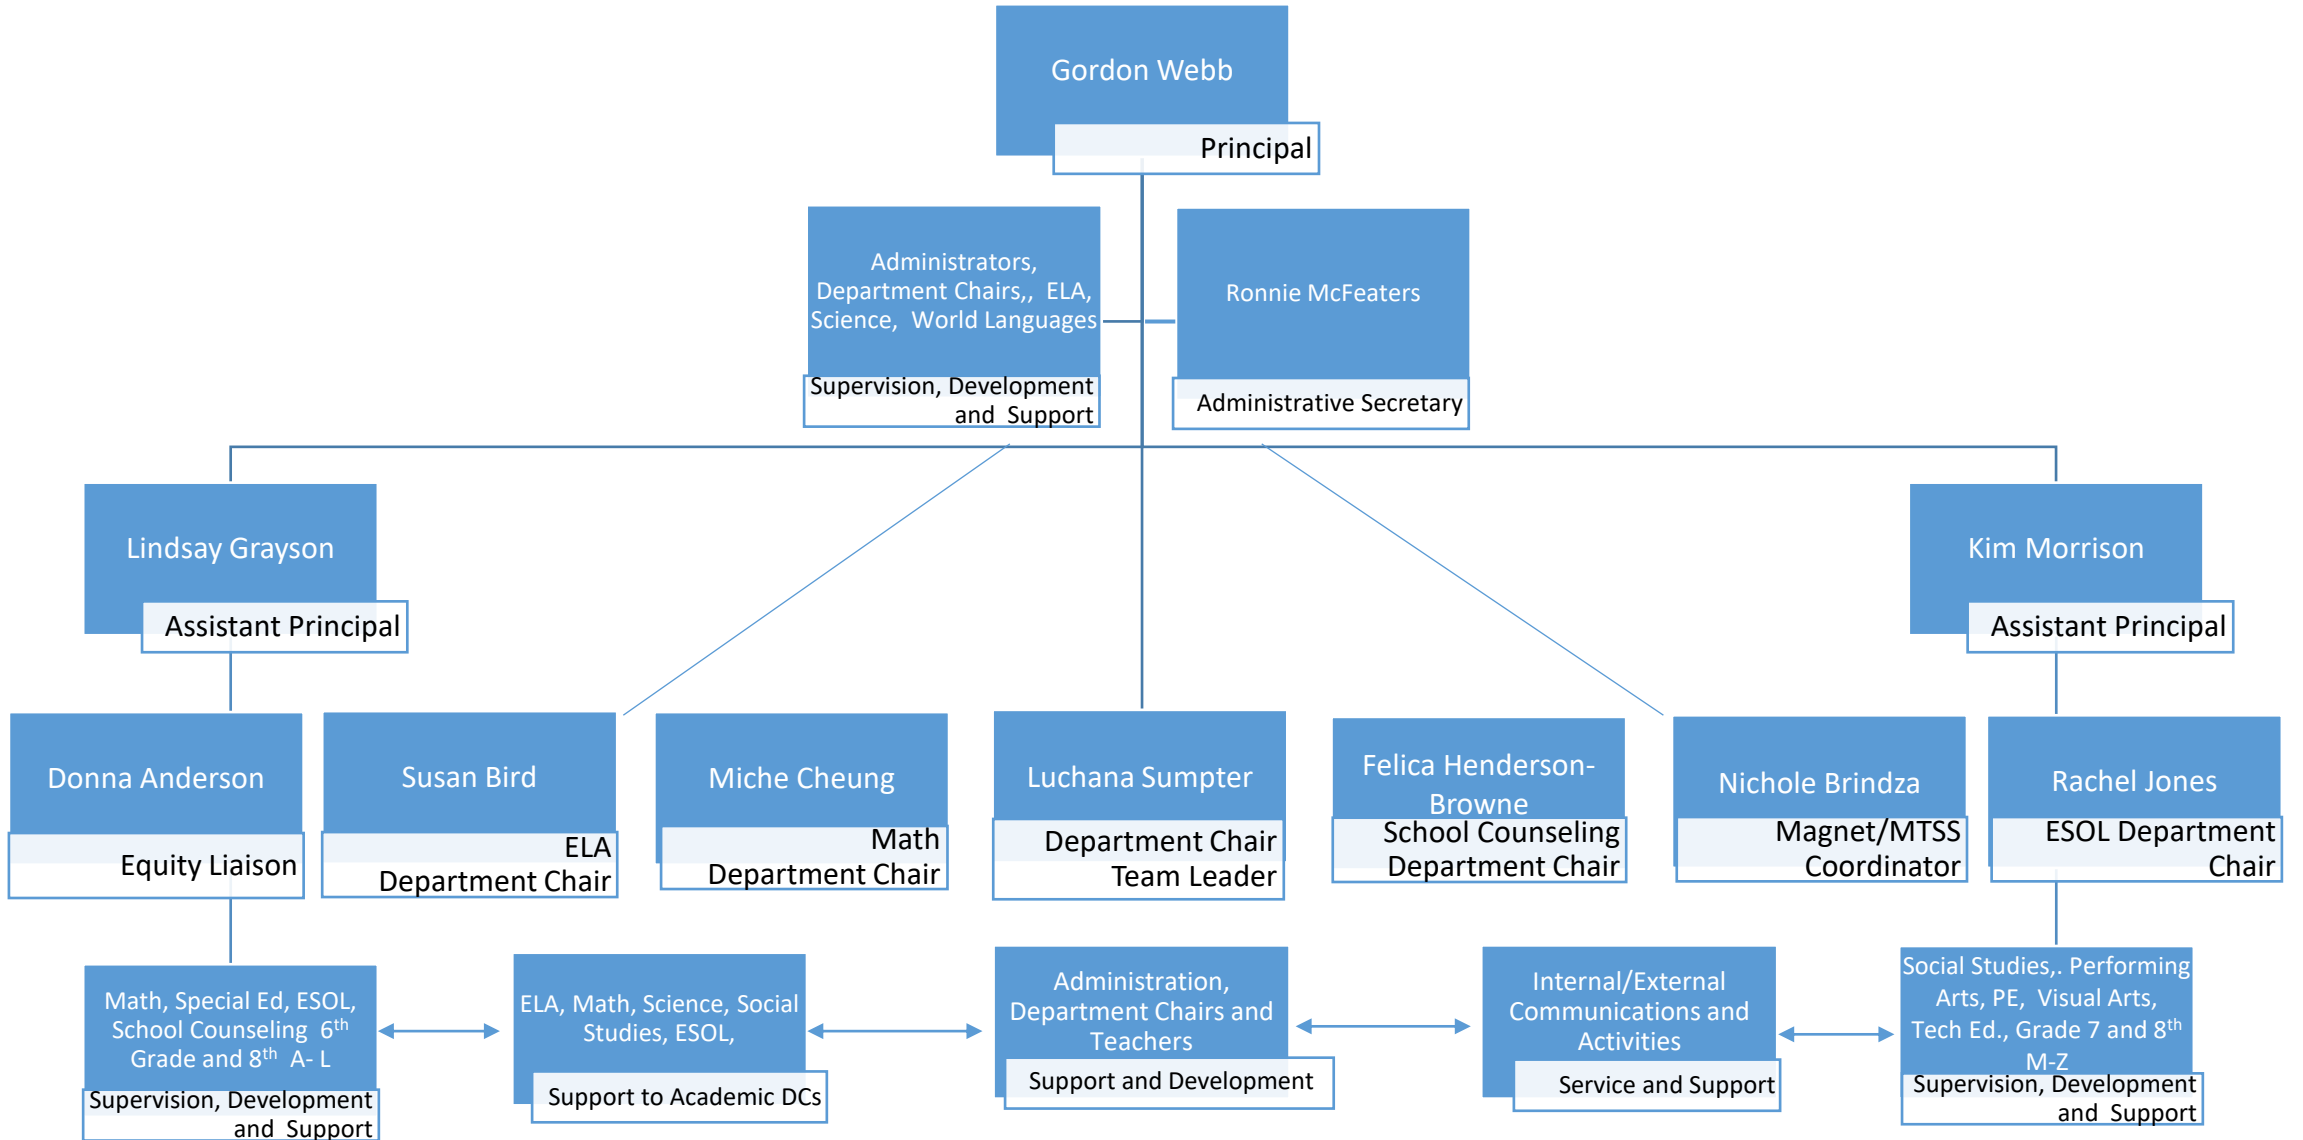 Gordon Webb
Principal
Administrators,
Department Chairs,, ELA,
Science, World Languages
Supervision, Development
and Support
Ronnie McFeaters
Administrative Secretary
Lindsay Grayson
Assistant Principal
Kim Morrison
Assistant Principal
Donna Anderson
Equity Liaison
Susan Bird
ELA
Department Chair
Miche Cheung
Math
Department Chair
Luchana Sumpter
Department Chair
Team Leader
Felica Henderson-
Browne
School Counseling
Department Chair
Nichole Brindza
Magnet/MTSS
Coordinator
Rachel Jones
ESOL Department
Chair
Math, Special Ed, ESOL,
School Counseling 6th
Grade and 8th A- L
Supervision, Development
and Support
ELA, Math, Science, Social
Studies, ESOL,
Support to Academic DCs
Administration,
Department Chairs and
Teachers
Support and Development
Internal/External
Communications and
Activities
Service and Support
Social Studies,. Performing
Arts, PE, Visual Arts,
Tech Ed., Grade 7 and 8th
M-Z
Supervision, Development
and Support